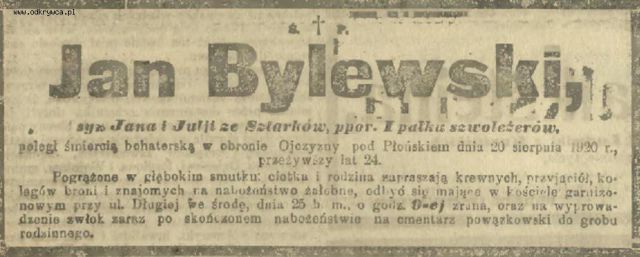 www.odkrywca.pl
ś. † p.
Jan Bylewski,
syn Jana i Julji ze Sztarków, ppor. I pułku szwoleżerów,
poległ śmiercią bohaterską w obronie Ojczyzny pod Płońskiem dnia 20 sierpnia 1920 r.,
przeżywszy lat 24.
Pogrążone w głębokim smutku: ciotka i rodzina zapraszają krewnych, przyjaciół, ko-
legów broni i znajomych na nabożeństwo żałobne, odbyć się mające w kościele garnizo-
nowym przy ul. Długiej we środę, dnia 25 b. m., o godz. 9-ej zrana, oraz na wyprowa-
dzenie zwłok zaraz po skończonem nabożeństwie na cmentarz powązkowski do grobu
rodzinnego.